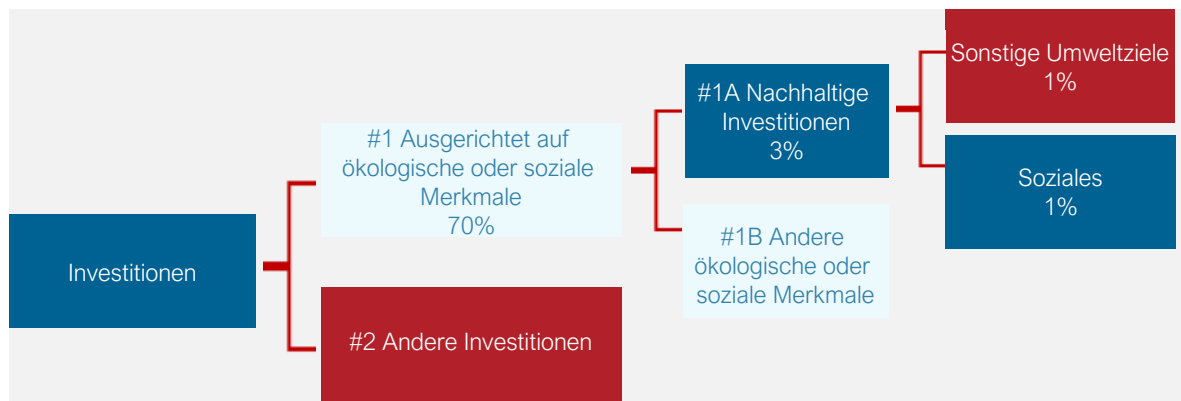 Investitionen
#1 Ausgerichtet auf
ökologische oder soziale
Merkmale
70%
#2 Andere Investitionen
#1A Nachhaltige
Investitionen
3%
#1B Andere
ökologische oder
soziale Merkmale
Sonstige Umweltziele
1%
Soziales
1%